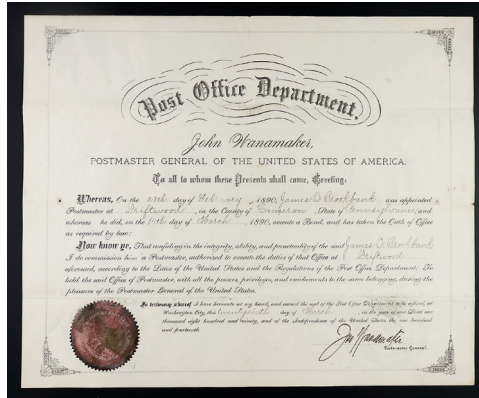 Post Office Department.
John Wanamaker,
POSTMASTER GENERAL OF THE UNITED STATES OF AMERICA.
To all to whom these Presents shall come, Greeting:
Whereas, On the day of February, 1890, James O. Brookbank was appointed
Postmaster at Driftwood, in the County of Cameron, State of Pennsylvania, and
whereas he did, on the 14th day of March, 1890, execute a Bond, and has taken the Oath of Office
as required by law;
Now know ye, That confiding in the integrity, ability, and punctuality of the said James O. Brookbank
I do commission him a Postmaster, authorized to execute the duties of that Office at Driftwood
aforesaid, according to the Laws of the United States and the Regulations of the Post Office Department: To
hold the said Office of Postmaster, with all the powers, privileges, and emoluments to the same belonging, during the
pleasure of the Postmaster General of the United States.
In testimony whereof I have hereunto set my hand, and caused the seal of the Post Office Department to be affixed, at
Washington City, this twentieth day of March, in the year of our Lord one
thousand eight hundred and ninety, and of the Independence of the United States the one hundred
and fourteenth.
Jno Wanamaker
Postmaster General.